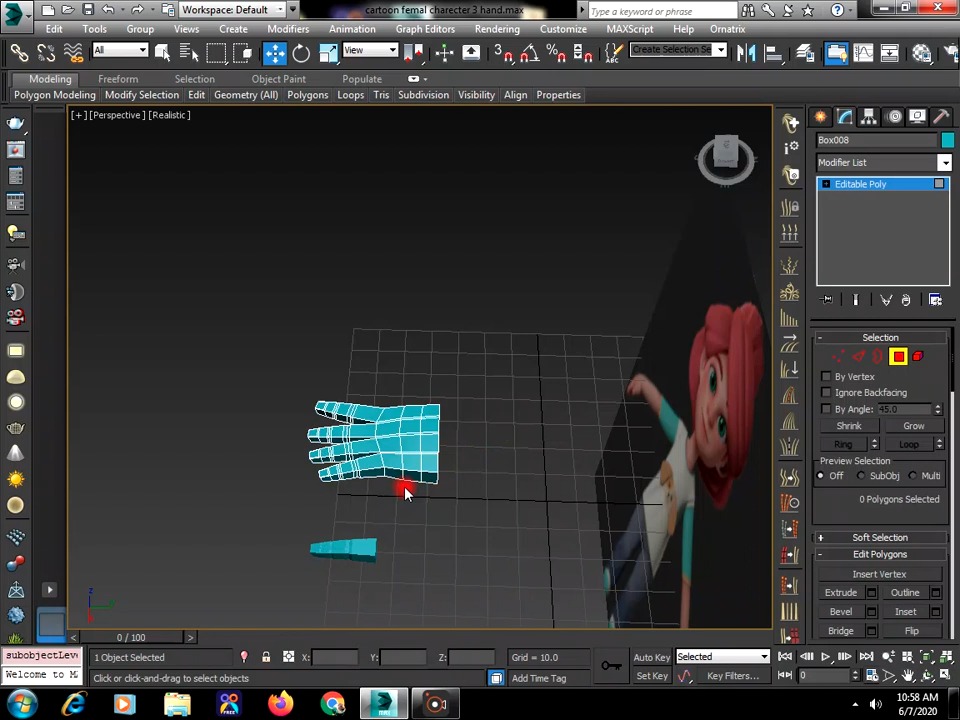 Workspace: Default
cartoon femal charecter 3 hand.max
Type a keyword or phrase
Edit Tools Group Views Create Modifiers Animation Graph Editors Rendering Customize MAXScript Help Ornatrix
All View Create Selection Se
Modeling Freeform Selection Object Paint Populate
Polygon Modeling Modify Selection Edit Geometry (All) Polygons Loops Tris Subdivision Visibility Align Properties
[+] [Perspective] [Realistic]
Box008
Modifier List
Editable Poly
Selection
By Vertex
Ignore Backfacing
By Angle: 45.0
Shrink Grow
Ring Loop
Preview Selection
Off SubObj Multi
0 Polygons Selected
Soft Selection
Edit Polygons
Insert Vertex
Extrude Outline
Bevel Inset
Bridge Flip
0 / 100
subobjectLeve 1 Object Selected X: Y: Z: Grid = 10.0 Auto Key Selected
Welcome to M Click or click-and-drag to select objects Add Time Tag Set Key Key Filters... 0
10:58 AM
6/7/2020